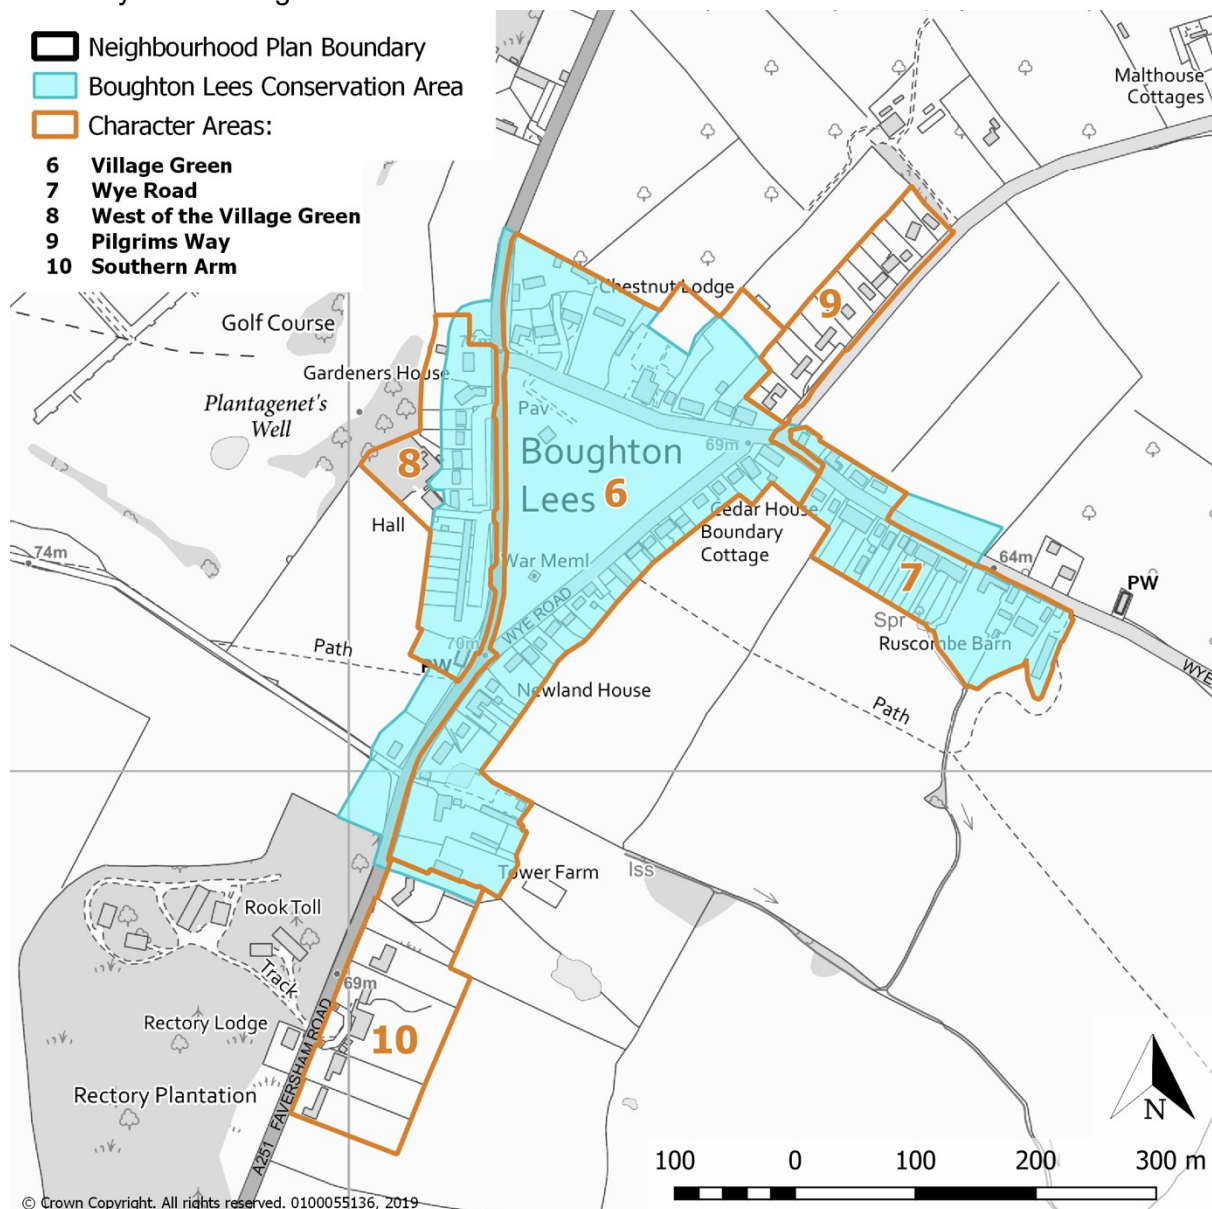 Neighbourhood Plan Boundary
Boughton Lees Conservation Area
Character Areas:
6 Village Green
7 Wye Road
8 West of the Village Green
9 Pilgrims Way
10 Southern Arm
Malthouse
Cottages
Chestnut Lodge
9
Golf Course
77m
Gardeners House
Plantagenet's
Well
Pav
69m
Boughton
Lees
6
8
Hall
Cedar House
Boundary
Cottage
74m
War Meml
64m
7
PW
WYE ROAD
Spr
Ruscombe Barn
Path
70m
PW
WYE
Newland House
Path
Tower Farm
Iss
Rook Toll
Track
69m
Rectory Lodge
10
Rectory Plantation
A251 FAVERSHAM ROAD
N
100 0 100 200 300 m
© Crown Copyright. All rights reserved. 0100055136, 2019